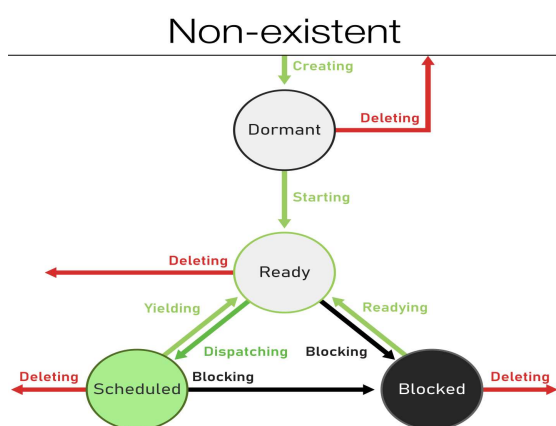 Non-existent
Creating
Deleting
Dormant
Starting
Deleting
Ready
Yielding
Readying
Dispatching
Blocking
Deleting
Scheduled
Blocking
Blocked
Deleting